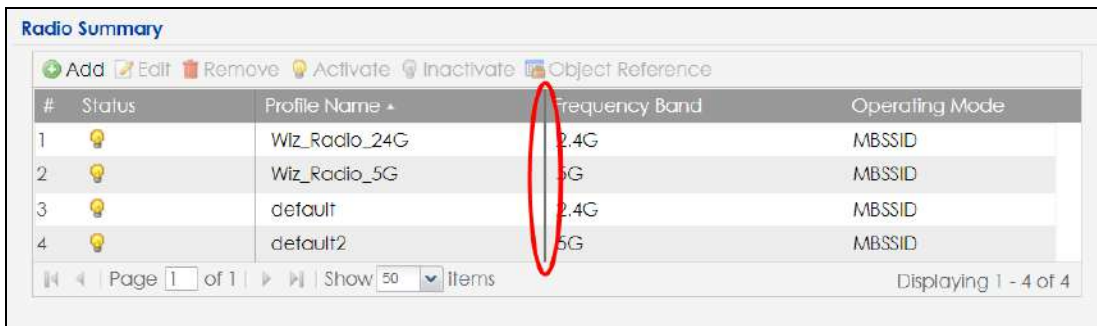 Radio Summary
Add Edit Remove Activate Inactivate Object Reference
# Status Profile Name Frequency Band Operating Mode
1 Wiz_Radio_24G 2.4G MBSSID
2 Wiz_Radio_5G 5G MBSSID
3 default 2.4G MBSSID
4 default2 5G MBSSID
Page 1 of 1 Show 50 items Displaying 1 - 4 of 4